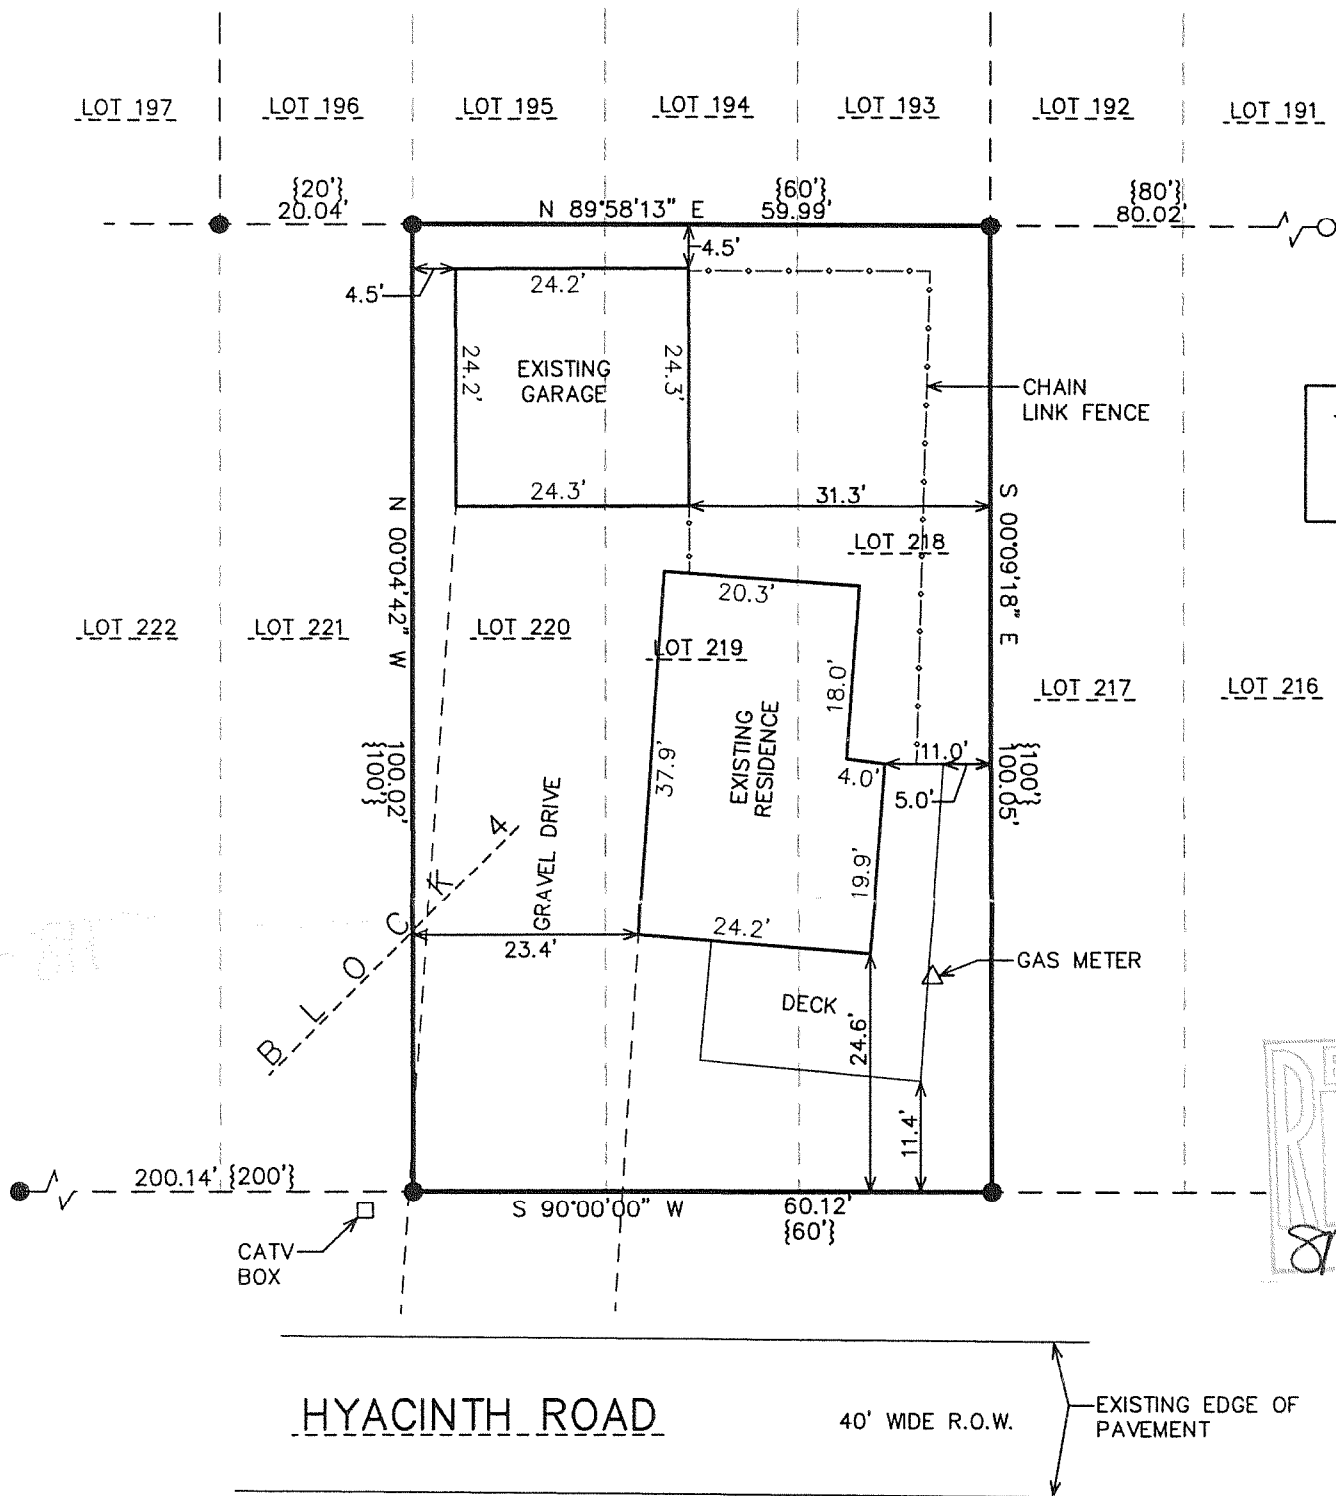 LOT 197
LOT 196
LOT 195
LOT 194
LOT 193
LOT 192
LOT 191
{20'}
20.04'
N 89°58'13" E
{60'}
59.99'
{80'}
80.02'
4.5'
4.5'
24.2'
24.2'
EXISTING
GARAGE
24.3'
24.3'
CHAIN
LINK FENCE
31.3'
N 00°04'42" W
100.02'
{100'}
S 00°09'18" E
{100'}
100.05'
LOT 218
20.3'
LOT 222
LOT 221
LOT 220
LOT 219
LOT 217
LOT 216
18.0'
37.9'
EXISTING
RESIDENCE
4.0'
11.0'
5.0'
19.9'
GRAVEL DRIVE
BLOCK 4
23.4'
24.2'
GAS METER
DECK
24.6'
11.4'
200.14' {200'}
S 90°00'00" W
60.12'
{60'}
CATV
BOX
HYACINTH ROAD
40' WIDE R.O.W.
EXISTING EDGE OF
PAVEMENT